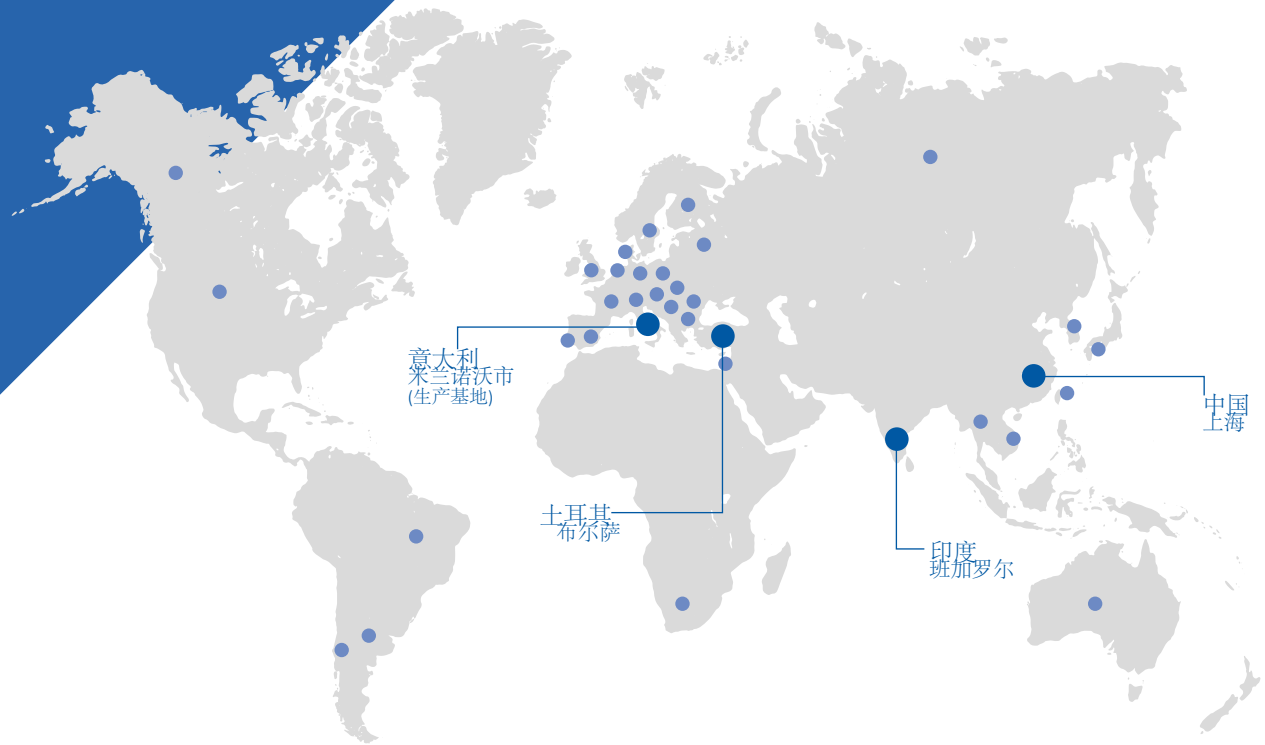 意大利
米兰诺沃市
(生产基地)
中国
上海
土耳其
布尔萨
印度
班加罗尔